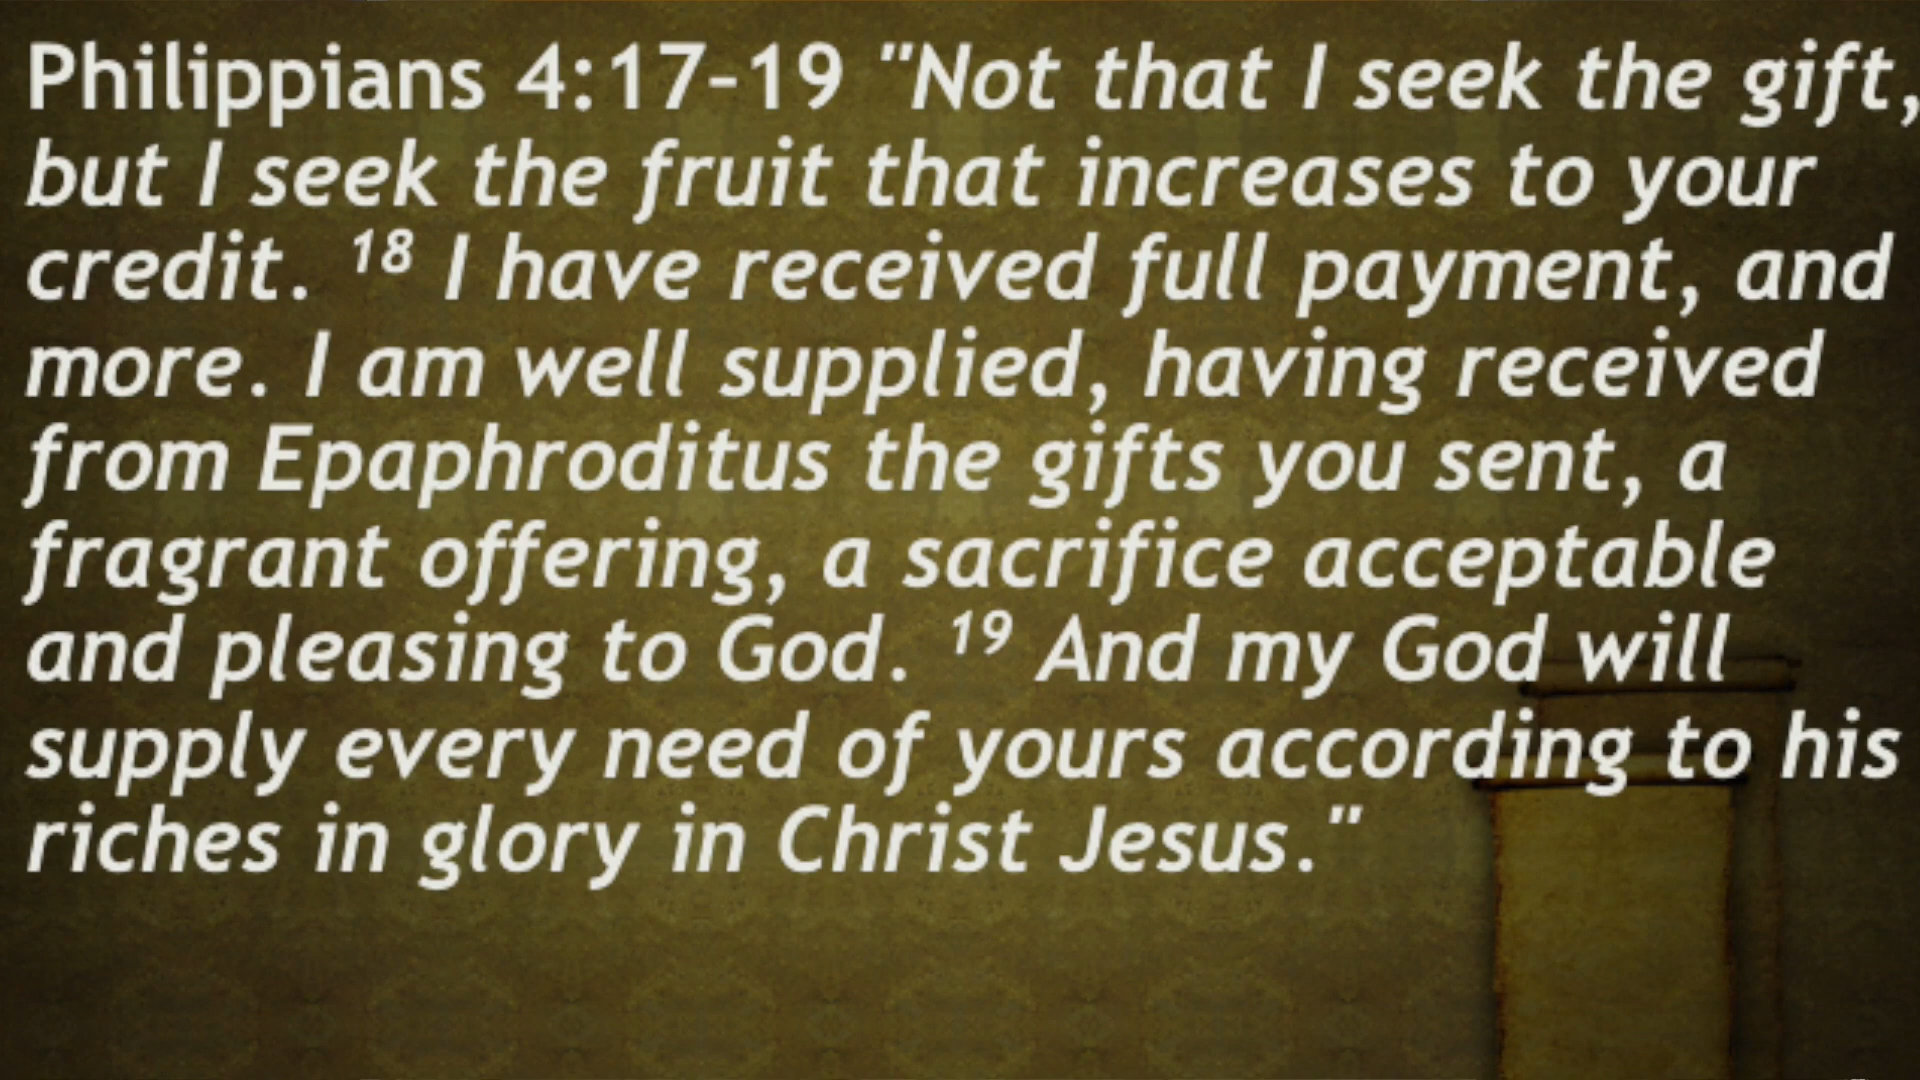 Philippians 4:17-19 "Not that I seek the gift,
but I seek the fruit that increases to your
credit. 18 I have received full payment, and
more. I am well supplied, having received
from Epaphroditus the gifts you sent, a
fragrant offering, a sacrifice acceptable
and pleasing to God. 19 And my God will
supply every need of yours according to his
riches in glory in Christ Jesus."